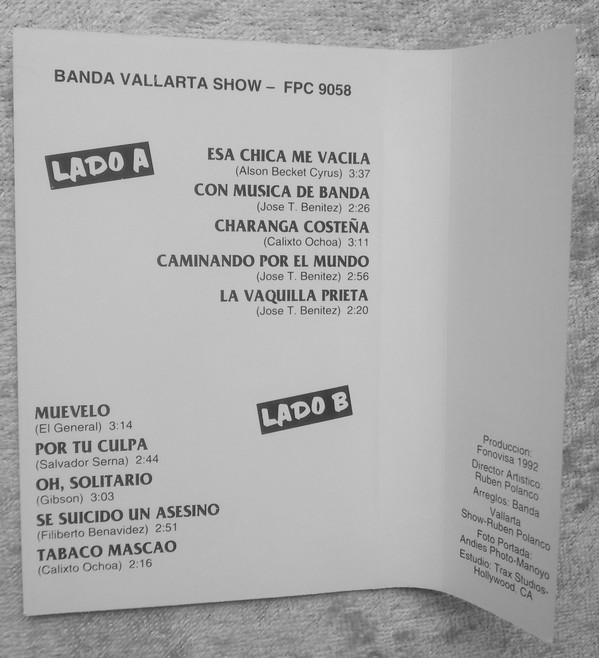 BANDA VALLARTA SHOW – FPC 9058
LADO A
ESA CHICA ME VACILA
(Alson Becket Cyrus) 3:37
CON MUSICA DE BANDA
(Jose T. Benitez) 2:26
CHARANGA COSTEÑA
(Calixto Ochoa) 3:11
CAMINANDO POR EL MUNDO
(Jose T. Benitez) 2:56
LA VAQUILLA PRIETA
(Jose T. Benitez) 2:20
LADO B
MUEVELO
(El General) 3:14
POR TU CULPA
(Salvador Serna) 2:44
OH, SOLITARIO
(Gibson) 3:03
SE SUICIDO UN ASESINO
(Filiberto Benavidez) 2:51
TABACO MASCAO
(Calixto Ochoa) 2:16
Produccion:
Fonovisa 1992
Director Artistico:
Ruben Polanco
Arreglos: Banda
Vallarta
Show-Ruben Polanco
Foto Portada:
Andies Photo-Manoyo
Estudio: Trax Studios-
Hollywood, CA